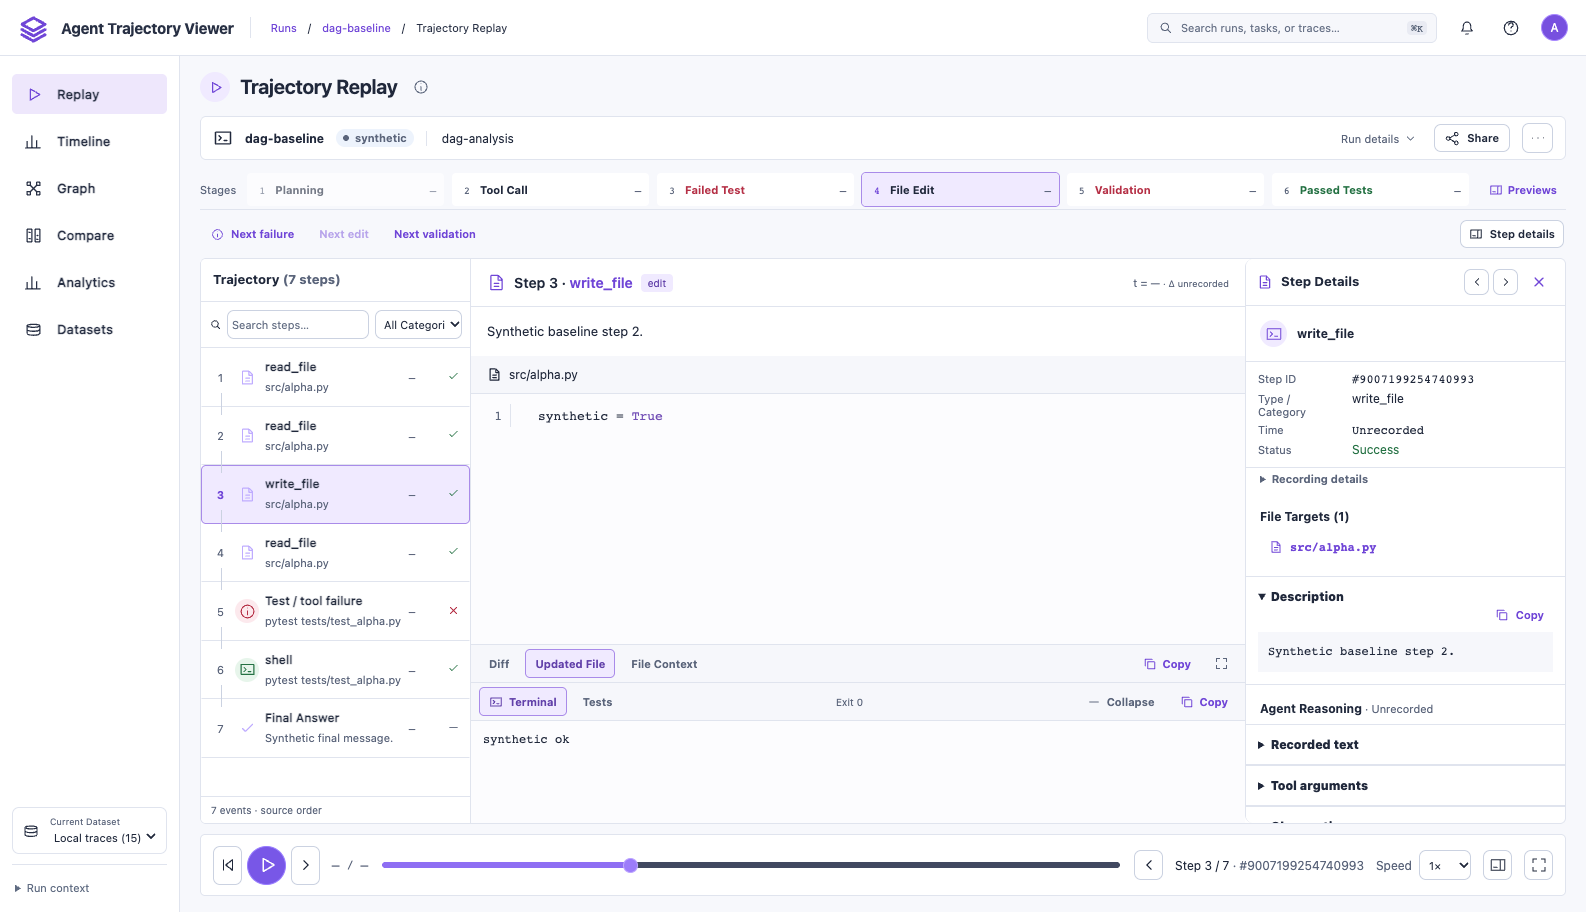 Agent Trajectory Viewer
Runs / dag-baseline / Trajectory Replay
Search runs, tasks, or traces...
⌘K
A
Replay
Timeline
Graph
Compare
Analytics
Datasets
Current Dataset
Local traces (15)
Run context
Trajectory Replay
dag-baseline
synthetic
dag-analysis
Run details
Share
...
Stages
1 Planning —
2 Tool Call —
3 Failed Test —
4 File Edit —
5 Validation —
6 Passed Tests —
Previews
Next failure
Next edit
Next validation
Step details
Trajectory (7 steps)
Search steps...
All Categori
1 read_file —
src/alpha.py
2 read_file —
src/alpha.py
3 write_file —
src/alpha.py
4 read_file —
src/alpha.py
5 Test / tool failure —
pytest tests/test_alpha.py
6 shell —
pytest tests/test_alpha.py
7 Final Answer — —
Synthetic final message.
7 events · source order
Step 3 · write_file
edit
t = — · Δ unrecorded
Synthetic baseline step 2.
src/alpha.py
1 synthetic = True
Diff
Updated File
File Context
Copy
Terminal
Tests
Exit 0
— Collapse
Copy
synthetic ok
Step Details
write_file
Step ID #9007199254740993
Type / Category write_file
Time Unrecorded
Status Success
Recording details
File Targets (1)
src/alpha.py
Description
Copy
Synthetic baseline step 2.
Agent Reasoning · Unrecorded
Recorded text
Tool arguments
— / —
Step 3 / 7 · #9007199254740993
Speed
1×